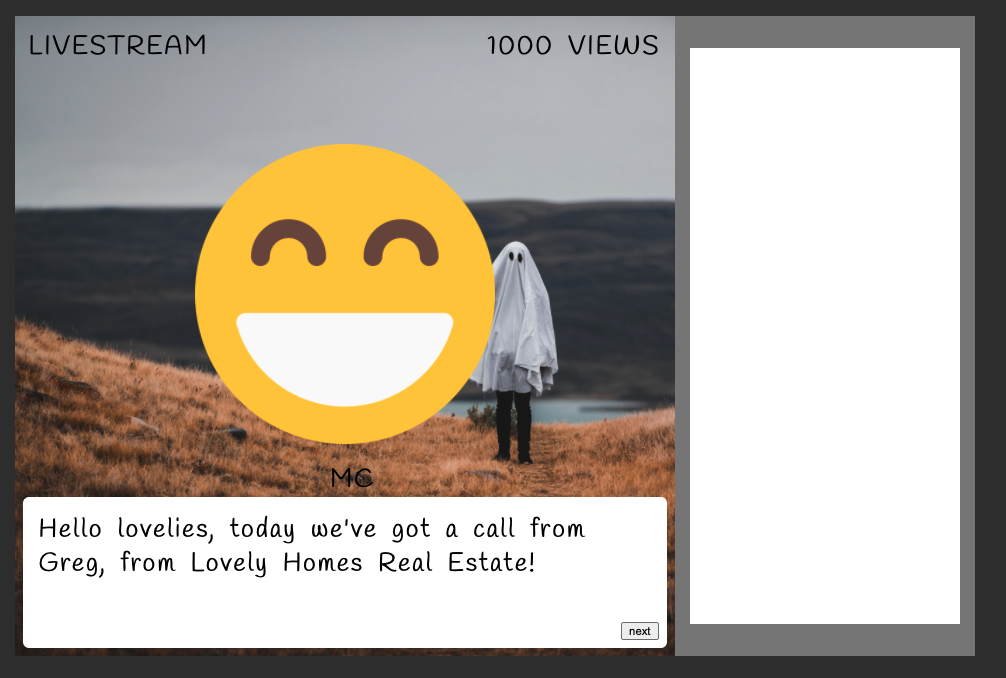 LIVESTREAM
1000 VIEWS
MC
Hello lovelies, today we've got a call from
Greg, from Lovely Homes Real Estate!
next